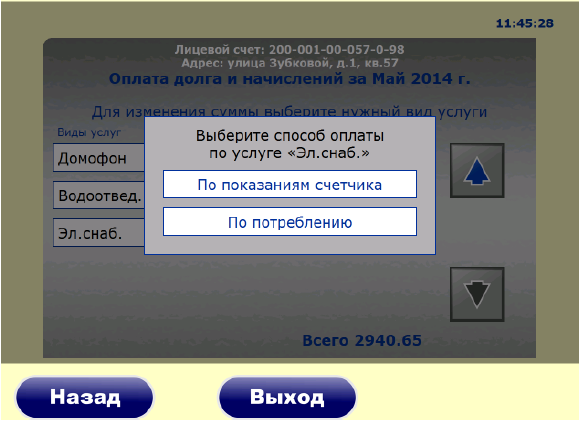 11:45:28
Лицевой счет: 200-001-00-057-0-98
Адрес: улица Зубковой, д.1, кв.57
Оплата долга и начислений за Май 2014 г.
Для изменения суммы выберите нужный вид услуги
Виды услуг
Домофон
Водоотвед.
Эл.снаб.
Выберите способ оплаты
по услуге «Эл.снаб.»
По показаниям счетчика
По потреблению
Всего 2940.65
Назад
Выход